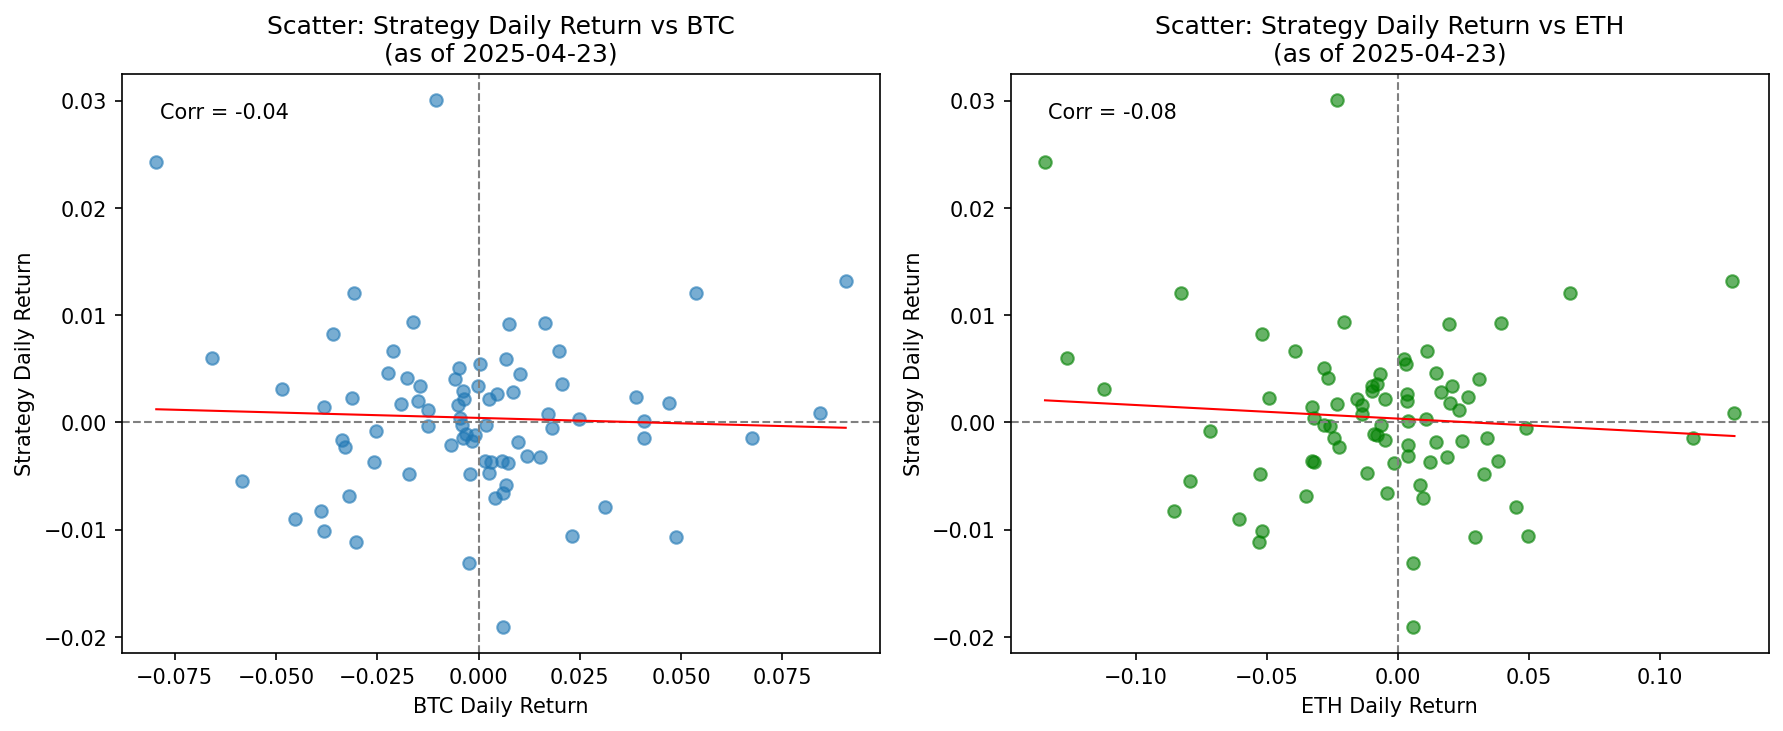 Scatter: Strategy Daily Return vs BTC
(as of 2025-04-23)
Corr = -0.04
0.03
0.02
0.01
0.00
−0.01
−0.02
Strategy Daily Return
−0.075
−0.050
−0.025
0.000
0.025
0.050
0.075
BTC Daily Return
Scatter: Strategy Daily Return vs ETH
(as of 2025-04-23)
Corr = -0.08
0.03
0.02
0.01
0.00
−0.01
−0.02
Strategy Daily Return
−0.10
−0.05
0.00
0.05
0.10
ETH Daily Return